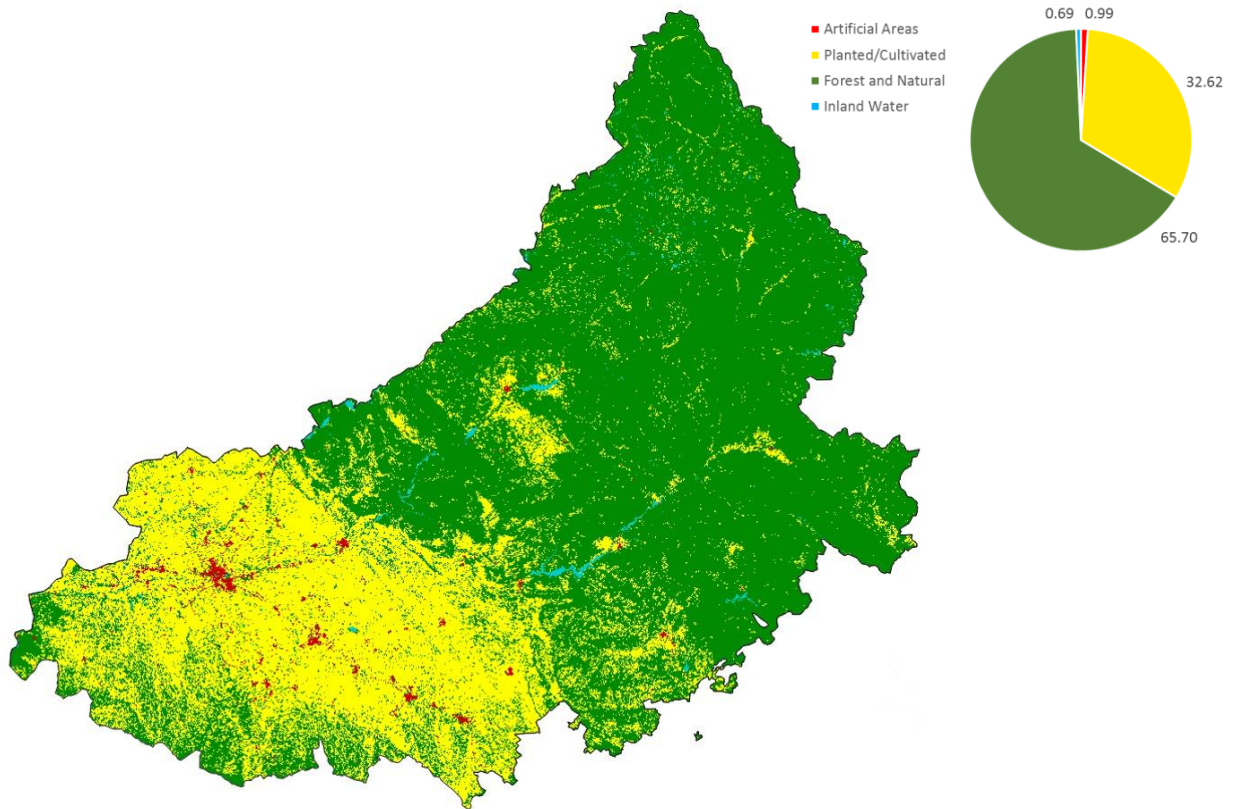 Artificial Areas
Planted/Cultivated
Forest and Natural
Inland Water
0.69
0.99
32.62
65.70